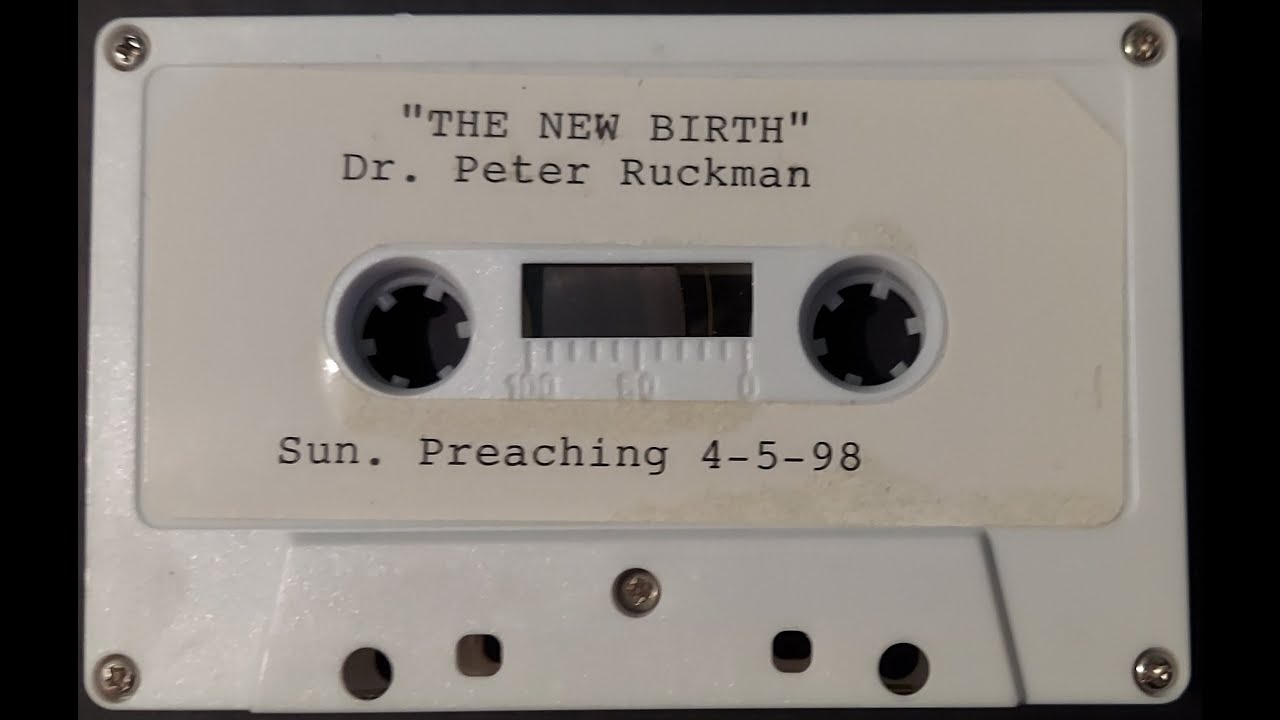 "THE NEW BIRTH"
Dr. Peter Ruckman
100 50 0
Sun. Preaching 4-5-98